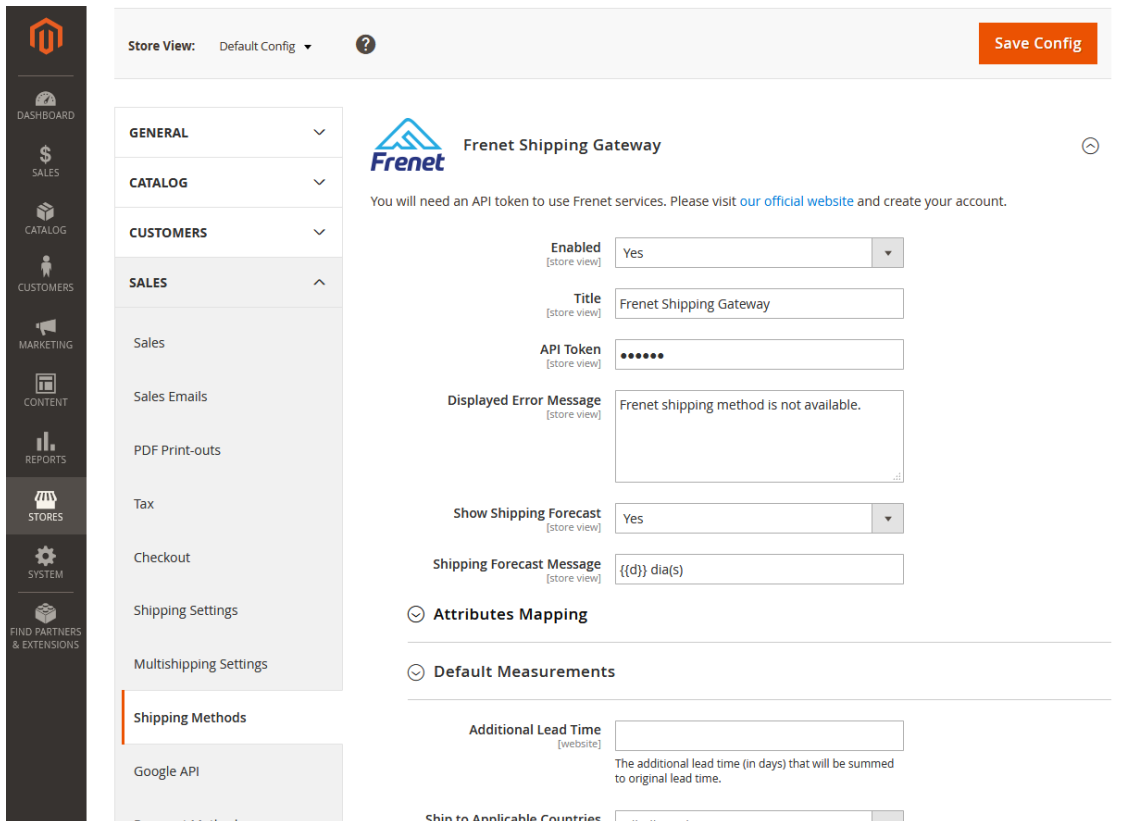 Store View: Default Config
?
Save Config
DASHBOARD
$
SALES
CATALOG
CUSTOMERS
MARKETING
CONTENT
REPORTS
STORES
SYSTEM
FIND PARTNERS
& EXTENSIONS
GENERAL
CATALOG
CUSTOMERS
SALES
Sales
Sales Emails
PDF Print-outs
Tax
Checkout
Shipping Settings
Multishipping Settings
Shipping Methods
Google API
Frenet
Frenet Shipping Gateway
You will need an API token to use Frenet services. Please visit our official website and create your account.
Enabled
[store view]
Yes
Title
[store view]
Frenet Shipping Gateway
API Token
[store view]
••••••
Displayed Error Message
[store view]
Frenet shipping method is not available.
Show Shipping Forecast
[store view]
Yes
Shipping Forecast Message
[store view]
{{d}} dia(s)
Attributes Mapping
Default Measurements
Additional Lead Time
[website]
The additional lead time (in days) that will be summed
to original lead time.
Ship to Applicable Countries